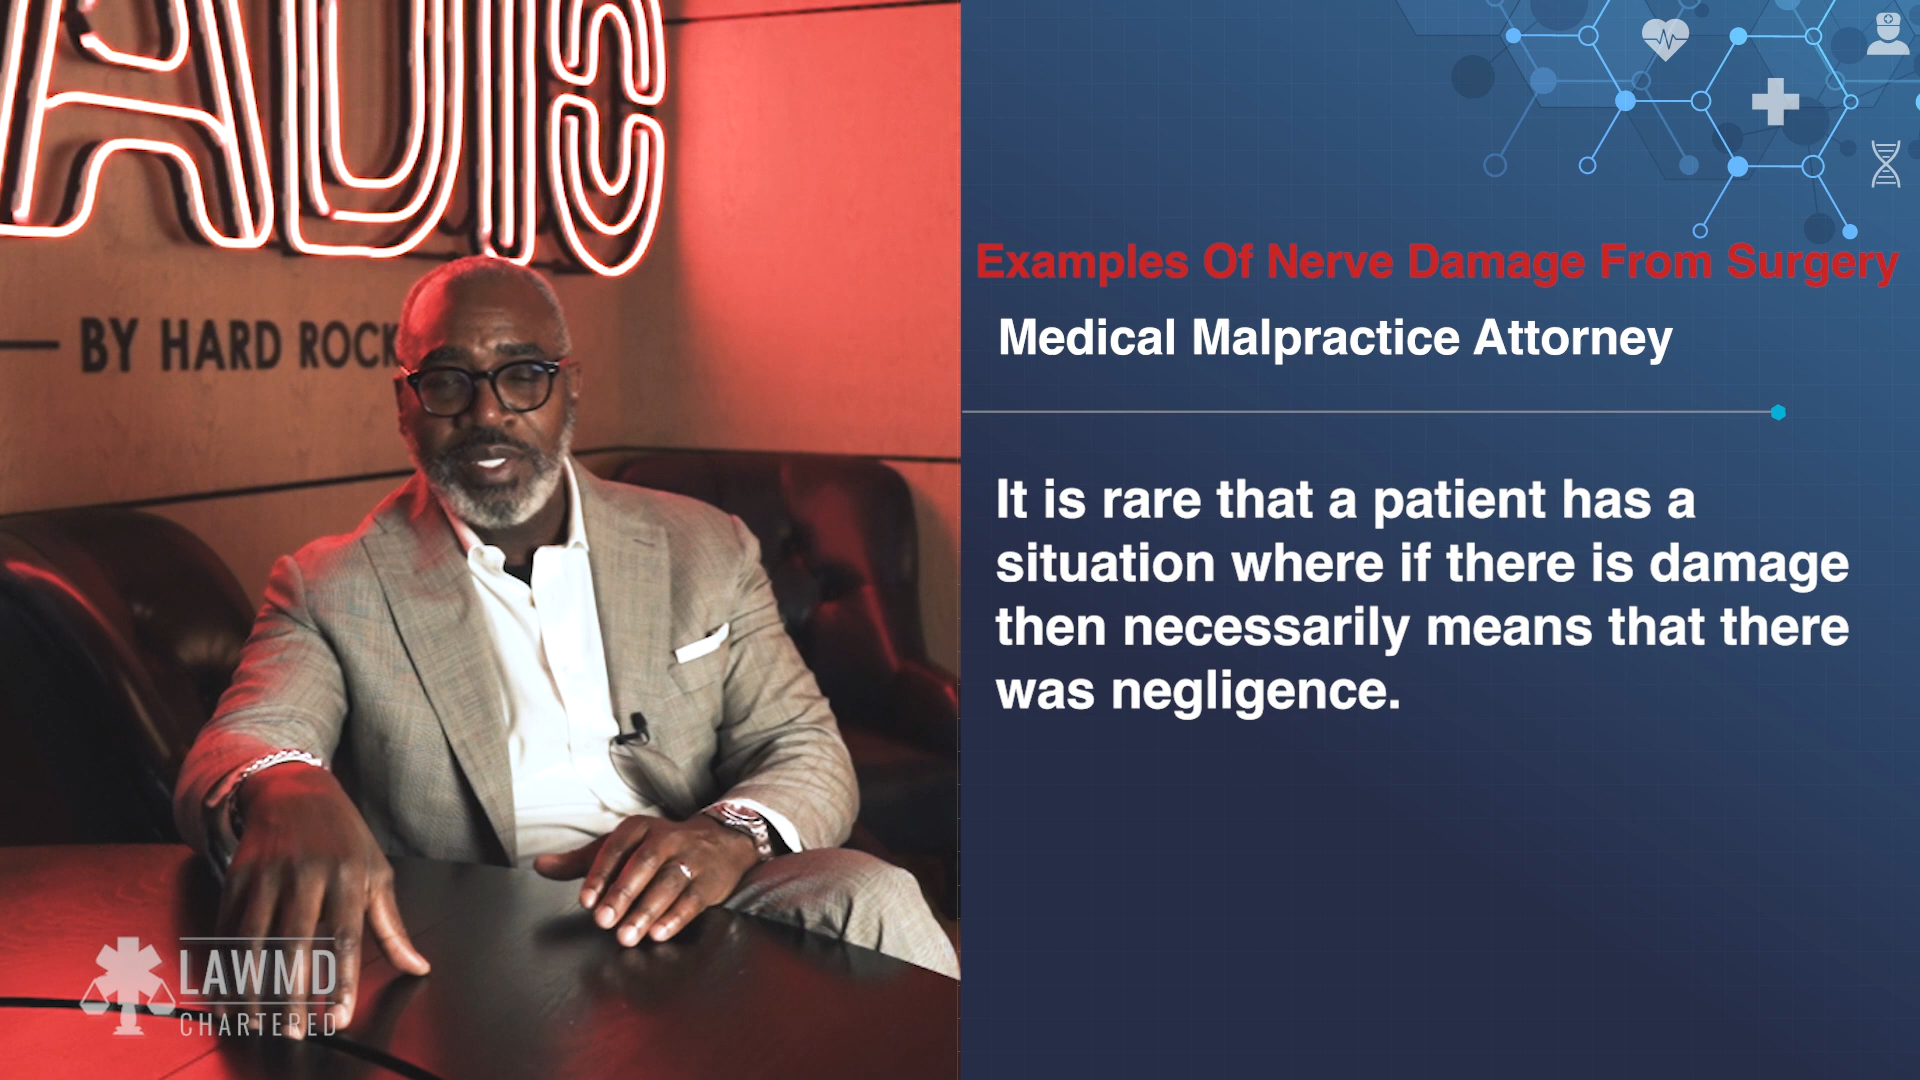 BY HARD ROCK
LAWMD
CHARTERED
Examples Of Nerve Damage From Surgery
Medical Malpractice Attorney
It is rare that a patient has a
situation where if there is damage
then necessarily means that there
was negligence.